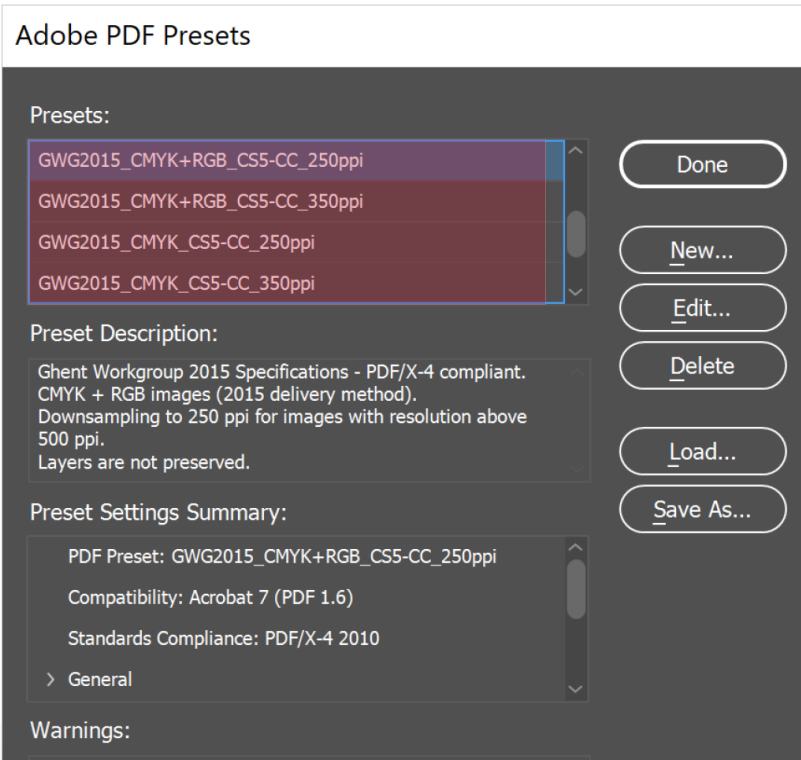 Adobe PDF Presets
Presets:
GWG2015_CMYK+RGB_CS5-CC_250ppi
GWG2015_CMYK+RGB_CS5-CC_350ppi
GWG2015_CMYK_CS5-CC_250ppi
GWG2015_CMYK_CS5-CC_350ppi
Done
New...
Edit...
Delete
Load...
Save As...
Preset Description:
Ghent Workgroup 2015 Specifications - PDF/X-4 compliant.
CMYK + RGB images (2015 delivery method).
Downsampling to 250 ppi for images with resolution above
500 ppi.
Layers are not preserved.
Preset Settings Summary:
PDF Preset: GWG2015_CMYK+RGB_CS5-CC_250ppi
Compatibility: Acrobat 7 (PDF 1.6)
Standards Compliance: PDF/X-4 2010
General
Warnings: